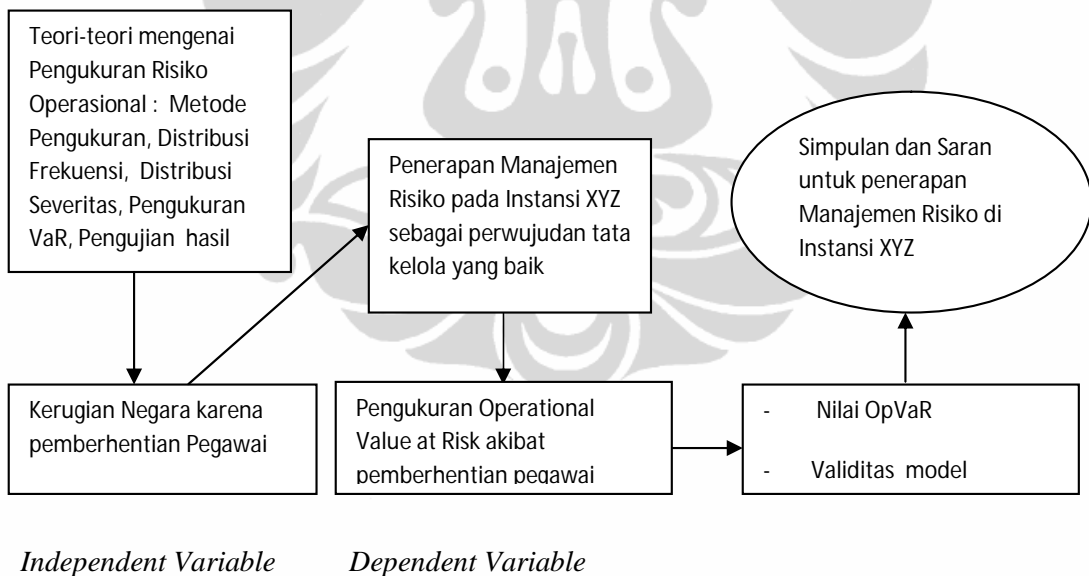 Teori-teori mengenai
Pengukuran Risiko
Operasional : Metode
Pengukuran, Distribusi
Frekuensi, Distribusi
Severitas, Pengukuran
VaR, Pengujian hasil
Penerapan Manajemen
Risiko pada Instansi XYZ
sebagai perwujudan tata
kelola yang baik
Simpulan dan Saran
untuk penerapan
Manajemen Risiko di
Instansi XYZ
Kerugian Negara karena
pemberhentian Pegawai
Pengukuran Operational
Value at Risk akibat
pemberhentian pegawai
- Nilai OpVaR
- Validitas model
Independent Variable
Dependent Variable